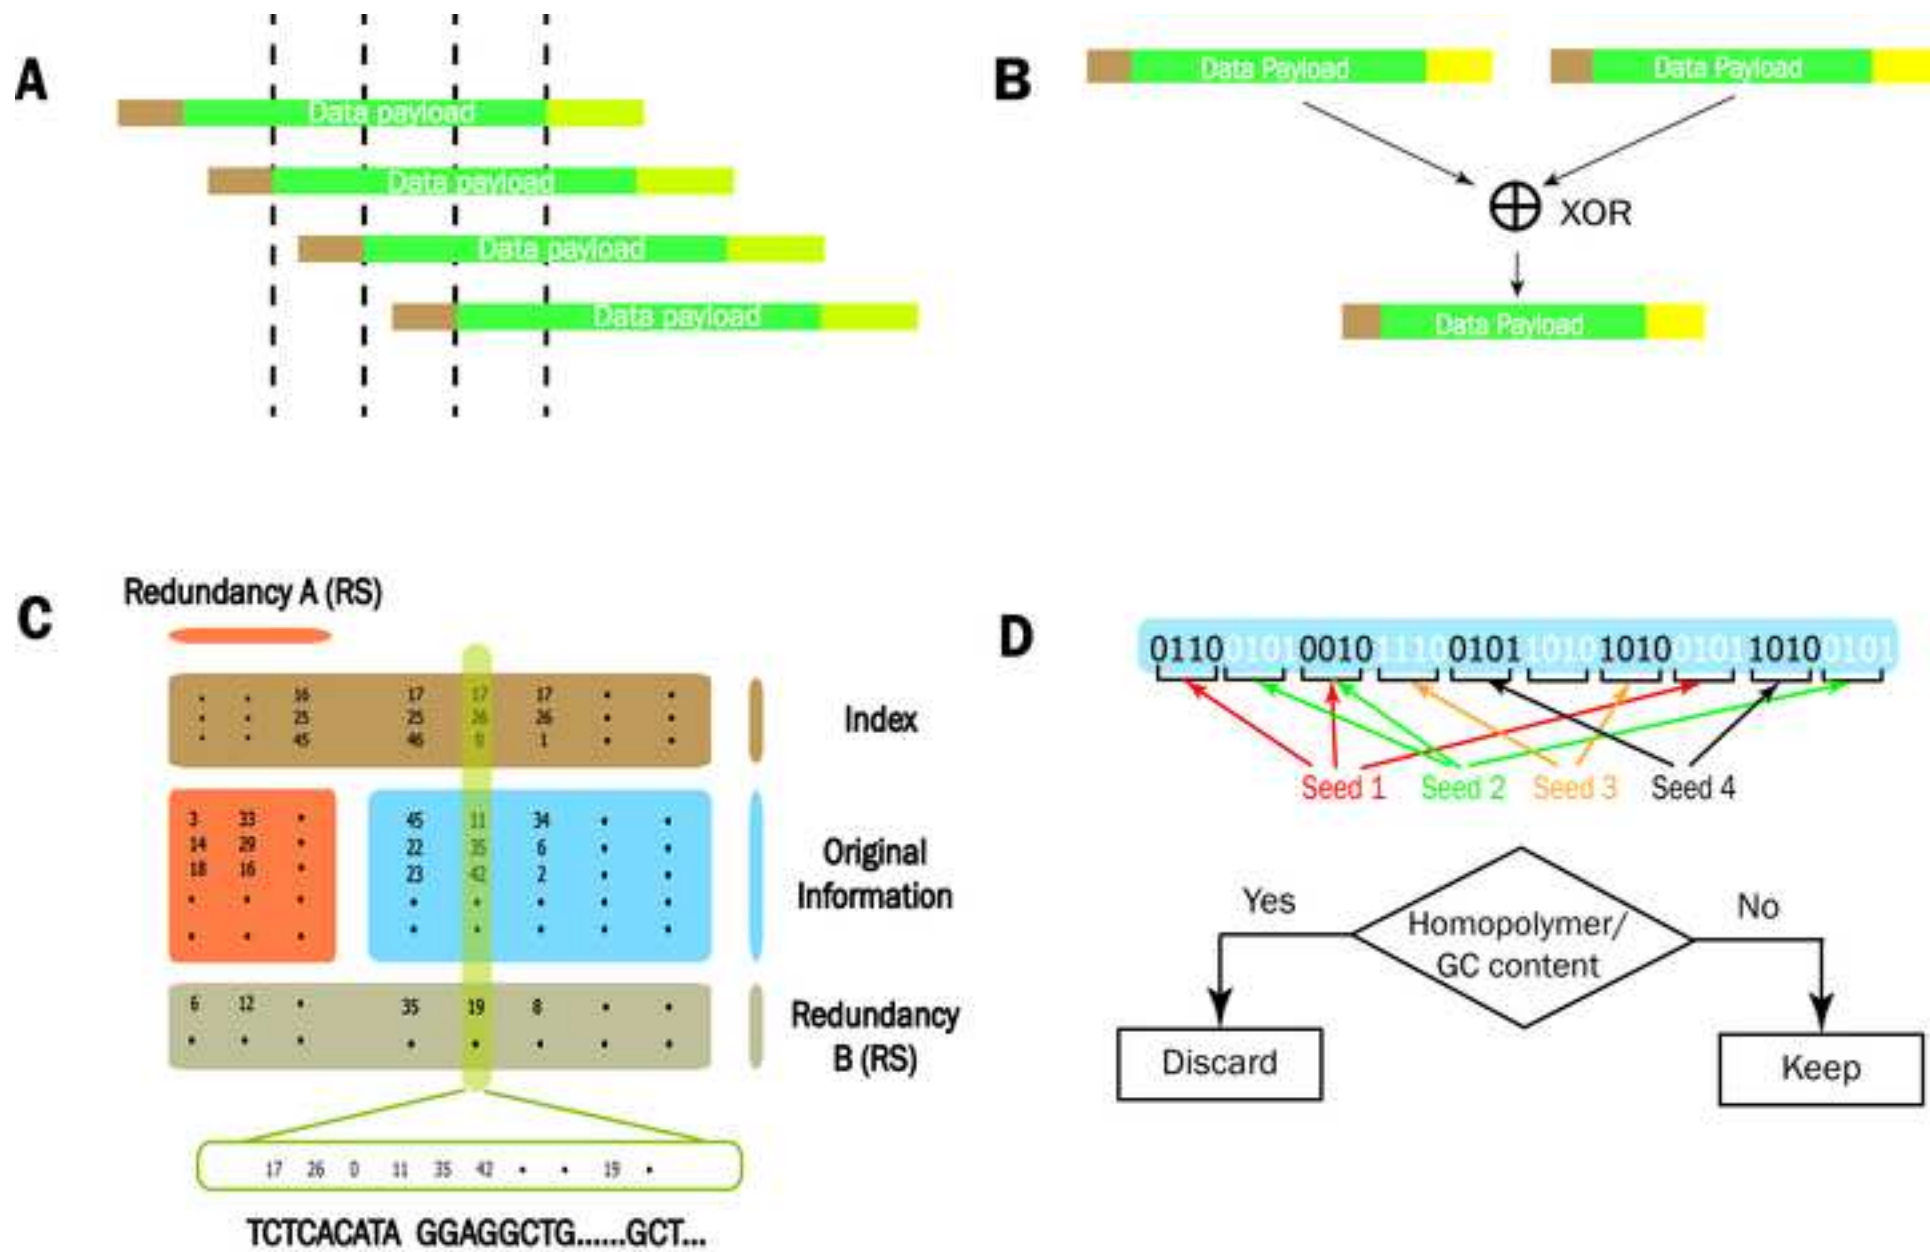 A
Data payload
Data payload
Data payload
Data payload
B
Data Payload
Data Payload
XOR
Data Payload
C
Redundancy A (RS)
. . 16 17 17 17 • •
. . 25 25 26 26 • •
. . 45 46 0 1 • •
Index
3 33 • 45 11 34 • •
14 29 • 22 35 6 • •
18 16 • 23 42 2 • •
• • • • • • • •
• • • • • • • •
Original
Information
6 12 • 35 19 8 • •
• • • • • • • •
Redundancy
B (RS)
17 26 0 11 35 42 • • 19 •
TCTCACATA GGAGGCTG......GCT...
D
0110 0101 0010 1110 0101 1010 1010 0101 1010 0101
Seed 1 Seed 2 Seed 3 Seed 4
Yes
No
Homopolymer/
GC content
Discard
Keep